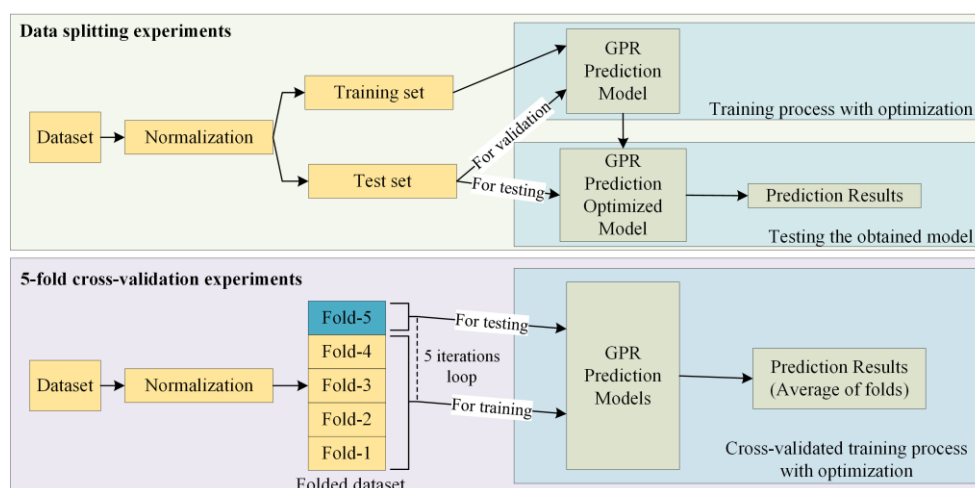 Data splitting experiments
Dataset
Normalization
Training set
Test set
For validation
For testing
GPR
Prediction
Model
Training process with optimization
GPR
Prediction
Optimized
Model
Prediction Results
Testing the obtained model
5-fold cross-validation experiments
Dataset
Normalization
Fold-5
Fold-4
Fold-3
Fold-2
Fold-1
Folded dataset
5 iterations
loop
For testing
For training
GPR
Prediction
Models
Prediction Results
(Average of folds)
Cross-validated training process
with optimization